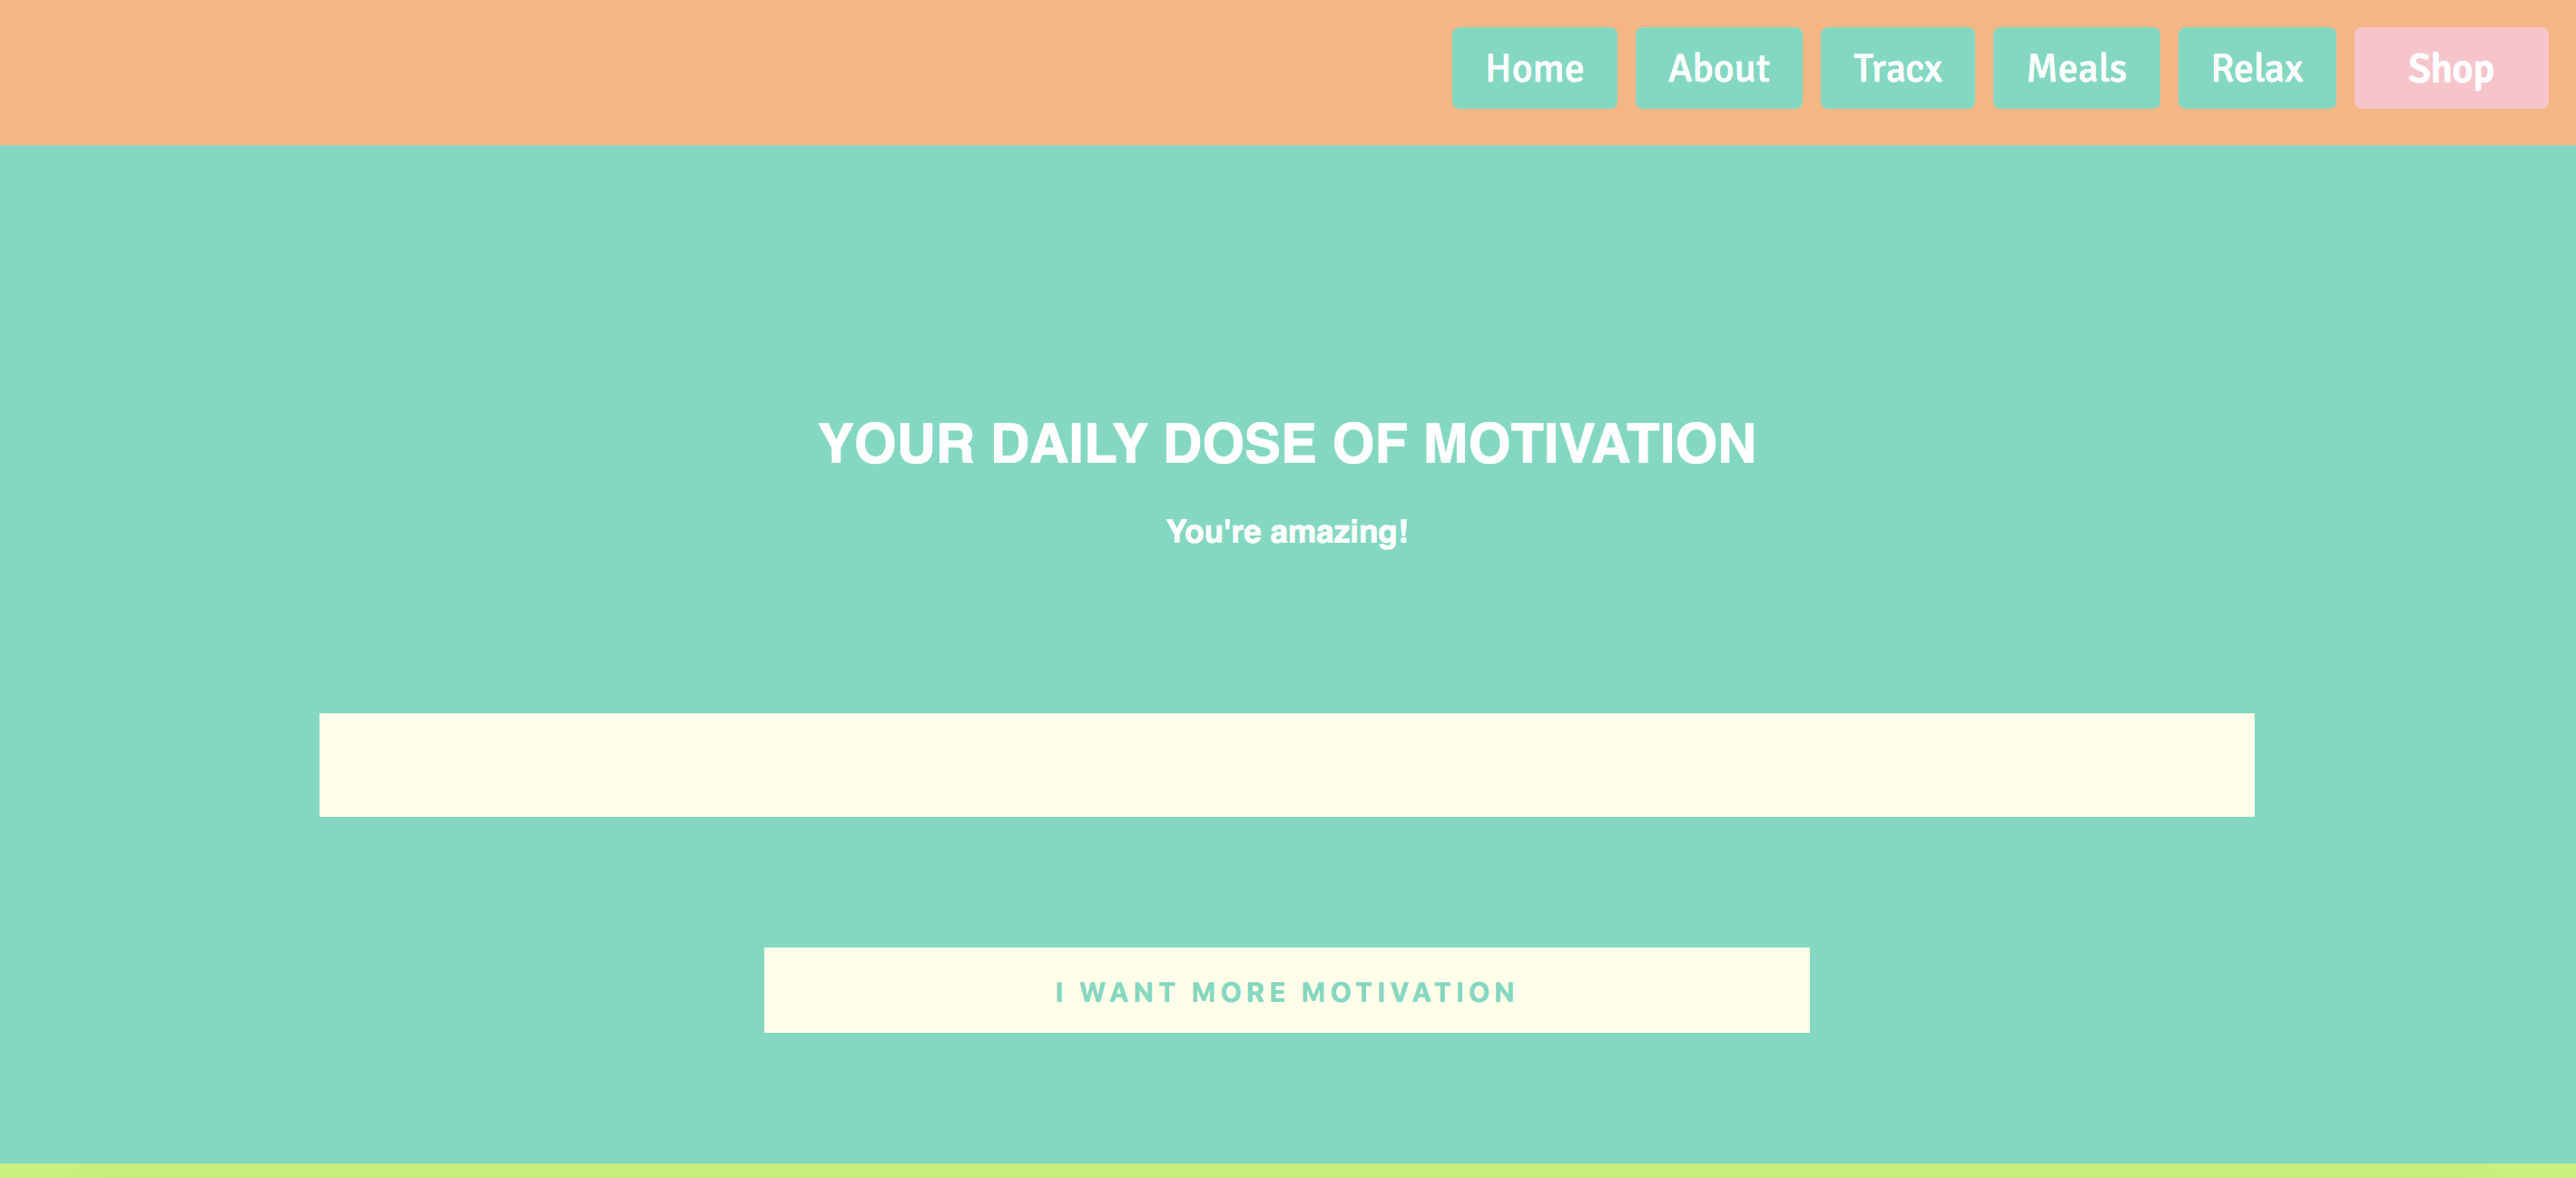 Home About Tracx Meals Relax Shop
YOUR DAILY DOSE OF MOTIVATION
You're amazing!
I WANT MORE MOTIVATION